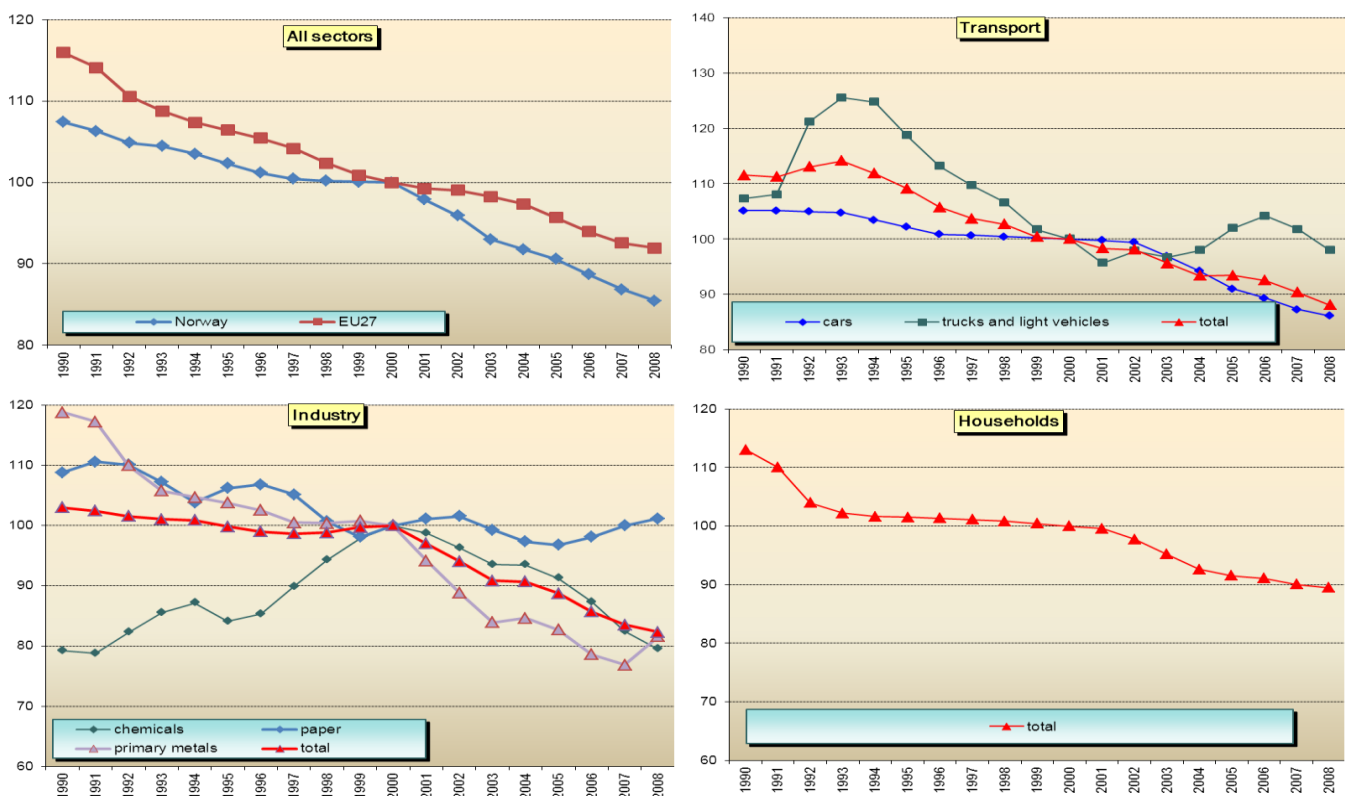 All sectors
120
110
100
90
80
Norway EU27
1990 1991 1992 1993 1994 1995 1996 1997 1998 1999 2000 2001 2002 2003 2004 2005 2006 2007 2008
Transport
140
130
120
110
100
90
80
cars trucks and light vehicles total
1990 1991 1992 1993 1994 1995 1996 1997 1998 1999 2000 2001 2002 2003 2004 2005 2006 2007 2008
Industry
120
110
100
90
80
70
60
chemicals paper
primary metals total
1990 1991 1992 1993 1994 1995 1996 1997 1998 1999 2000 2001 2002 2003 2004 2005 2006 2007 2008
Households
120
110
100
90
80
70
60
total
1990 1991 1992 1993 1994 1995 1996 1997 1998 1999 2000 2001 2002 2003 2004 2005 2006 2007 2008